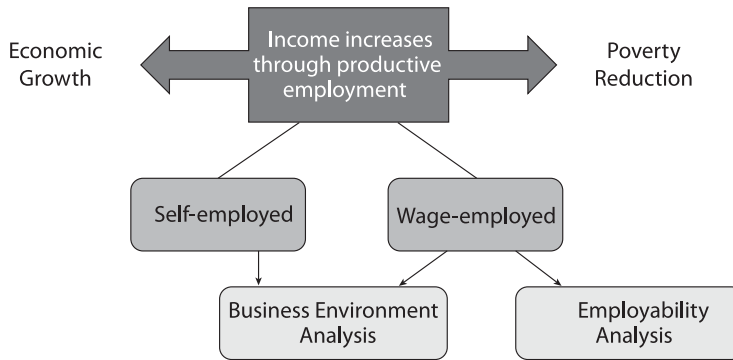 Economic
Growth
Income increases
through productive
employment
Poverty
Reduction
Self-employed
Wage-employed
Business Environment
Analysis
Employability
Analysis